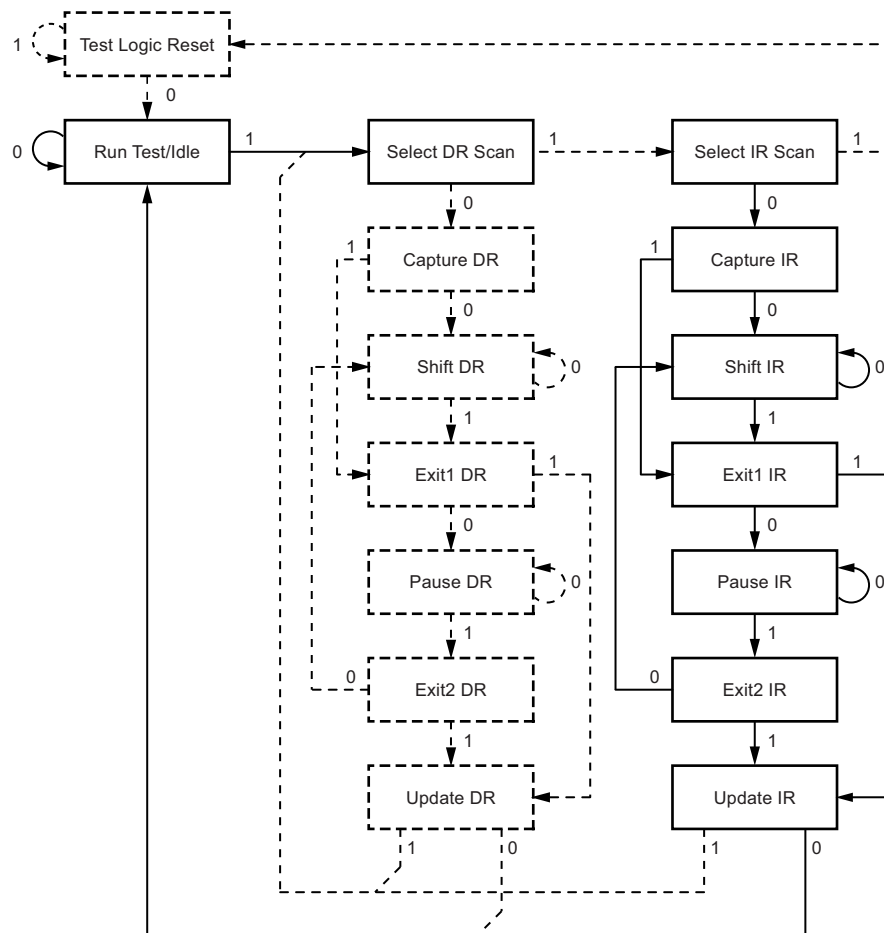 1
Test Logic Reset
0
0
Run Test/Idle
1
Select DR Scan
1
Select IR Scan
1
0
0
1
Capture DR
1
Capture IR
0
0
Shift DR
0
Shift IR
0
1
1
Exit1 DR
1
Exit1 IR
1
0
0
Pause DR
0
Pause IR
0
1
1
0
Exit2 DR
0
Exit2 IR
1
1
Update DR
Update IR
1
0
1
0